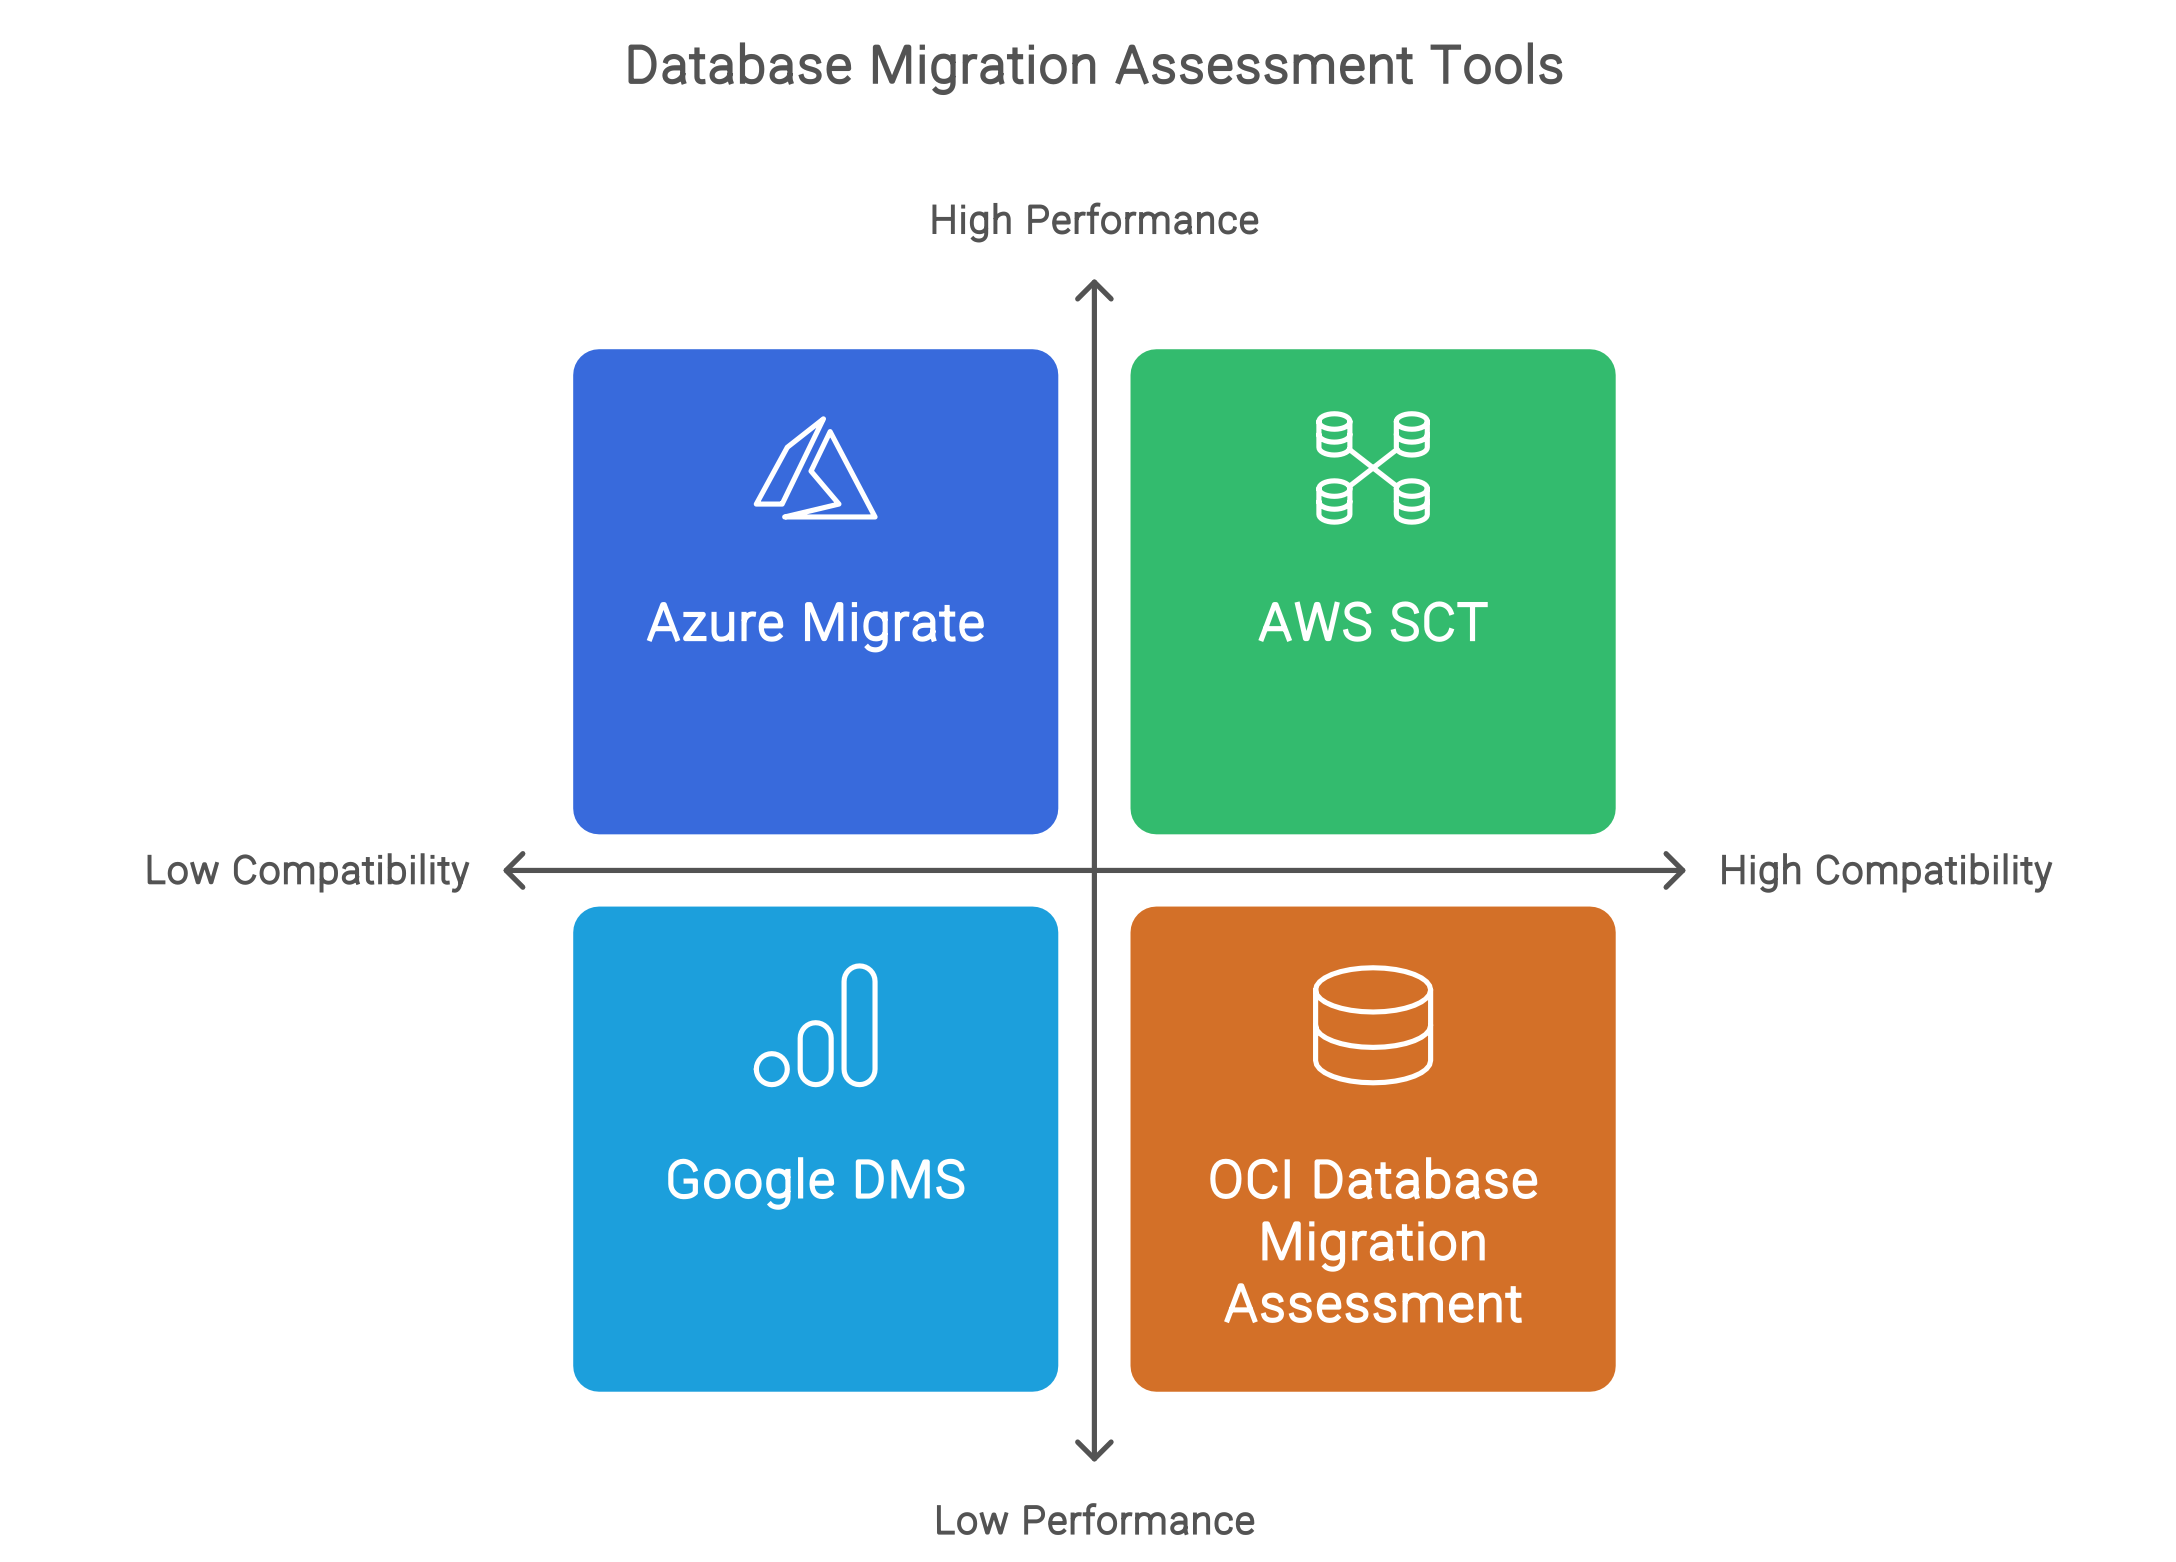 Database Migration Assessment Tools
High Performance
Azure Migrate
AWS SCT
Low Compatibility
High Compatibility
Google DMS
OCI Database
Migration
Assessment
Low Performance